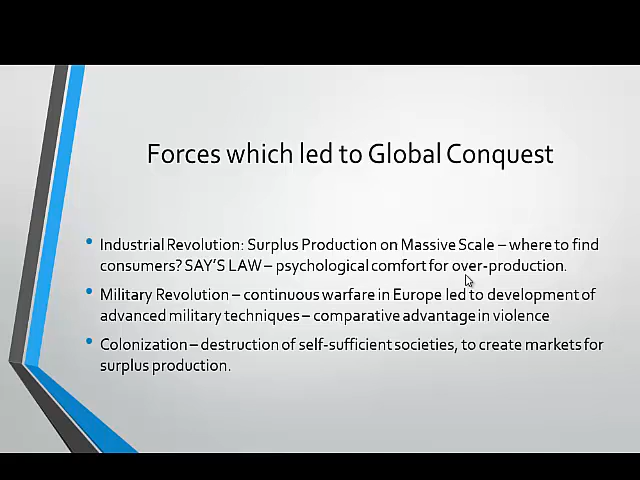 Forces which led to Global Conquest
• Industrial Revolution: Surplus Production on Massive Scale – where to find
consumers? SAY'S LAW – psychological comfort for over-production.
• Military Revolution – continuous warfare in Europe led to development of
advanced military techniques – comparative advantage in violence
• Colonization – destruction of self-sufficient societies, to create markets for
surplus production.